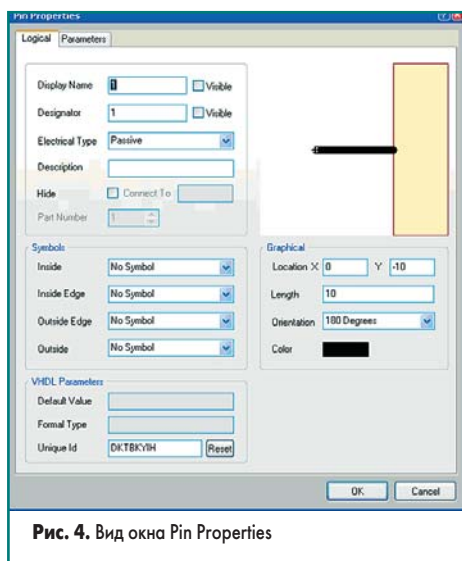 Pin Properties
Logical Parameters
Display Name 1 Visible
Designator 1 Visible
Electrical Type Passive
Description
Hide Connect To
Part Number 1
Symbols
Inside No Symbol
Inside Edge No Symbol
Outside Edge No Symbol
Outside No Symbol
Graphical
Location X 0 Y -10
Length 10
Orientation 180 Degrees
Color
VHDL Parameters
Default Value
Formal Type
Unique Id DKTBKYIH Reset
OK Cancel
Рис. 4. Вид окна Pin Properties